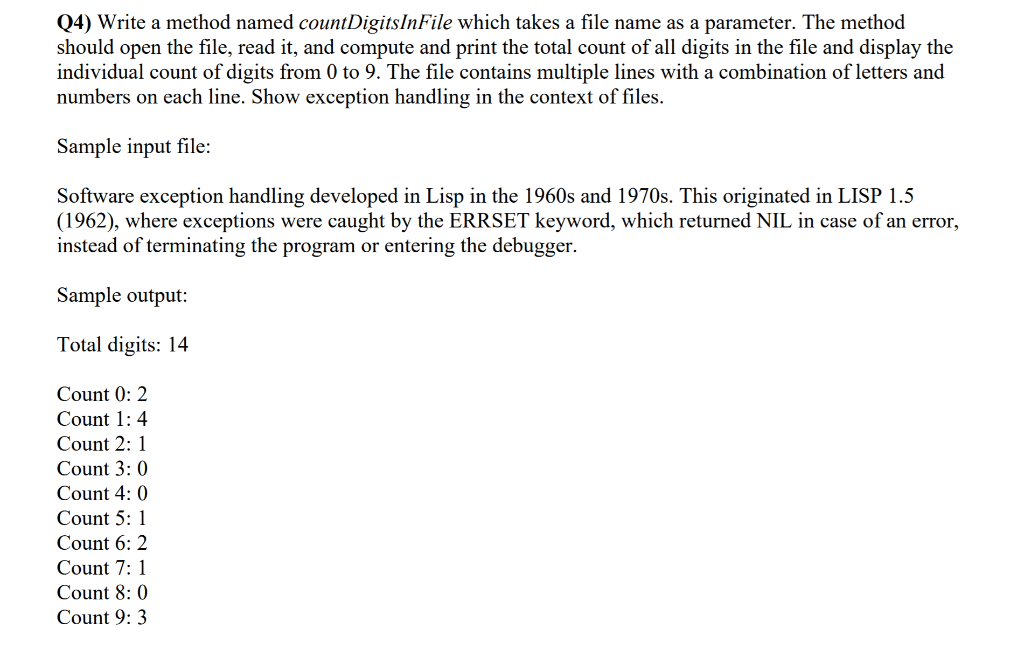 Q4) Write a method named countDigitsInFile which takes a file name as a parameter. The method
should open the file, read it, and compute and print the total count of all digits in the file and display the
individual count of digits from 0 to 9. The file contains multiple lines with a combination of letters and
numbers on each line. Show exception handling in the context of files.
Sample input file:
Software exception handling developed in Lisp in the 1960s and 1970s. This originated in LISP 1.5
(1962), where exceptions were caught by the ERRSET keyword, which returned NIL in case of an error,
instead of terminating the program or entering the debugger.
Sample output:
Total digits: 14
Count 0: 2
Count 1: 4
Count 2: 1
Count 3: 0
Count 4: 0
Count 5: 1
Count 6: 2
Count 7: 1
Count 8: 0
Count 9: 3